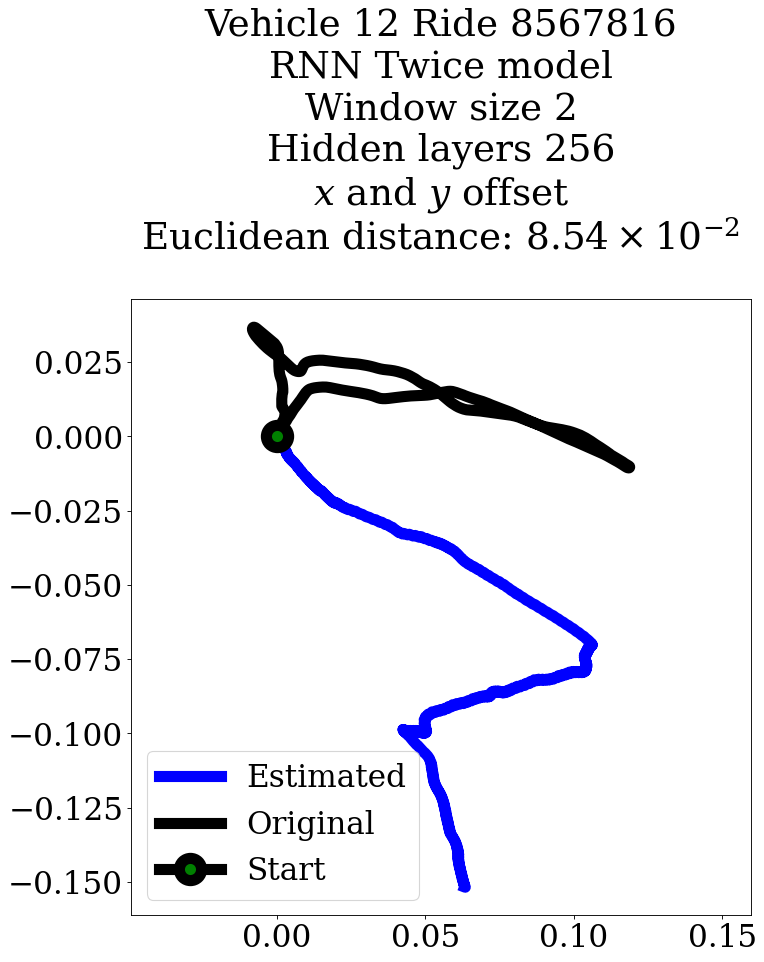 Vehicle 12 Ride 8567816
RNN Twice model
Window size 2
Hidden layers 256
x and y offset
Euclidean distance: 8.54 × 10⁻²
0.025
0.000
−0.025
−0.050
−0.075
−0.100
−0.125
−0.150
Estimated
Original
Start
0.00 0.05 0.10 0.15